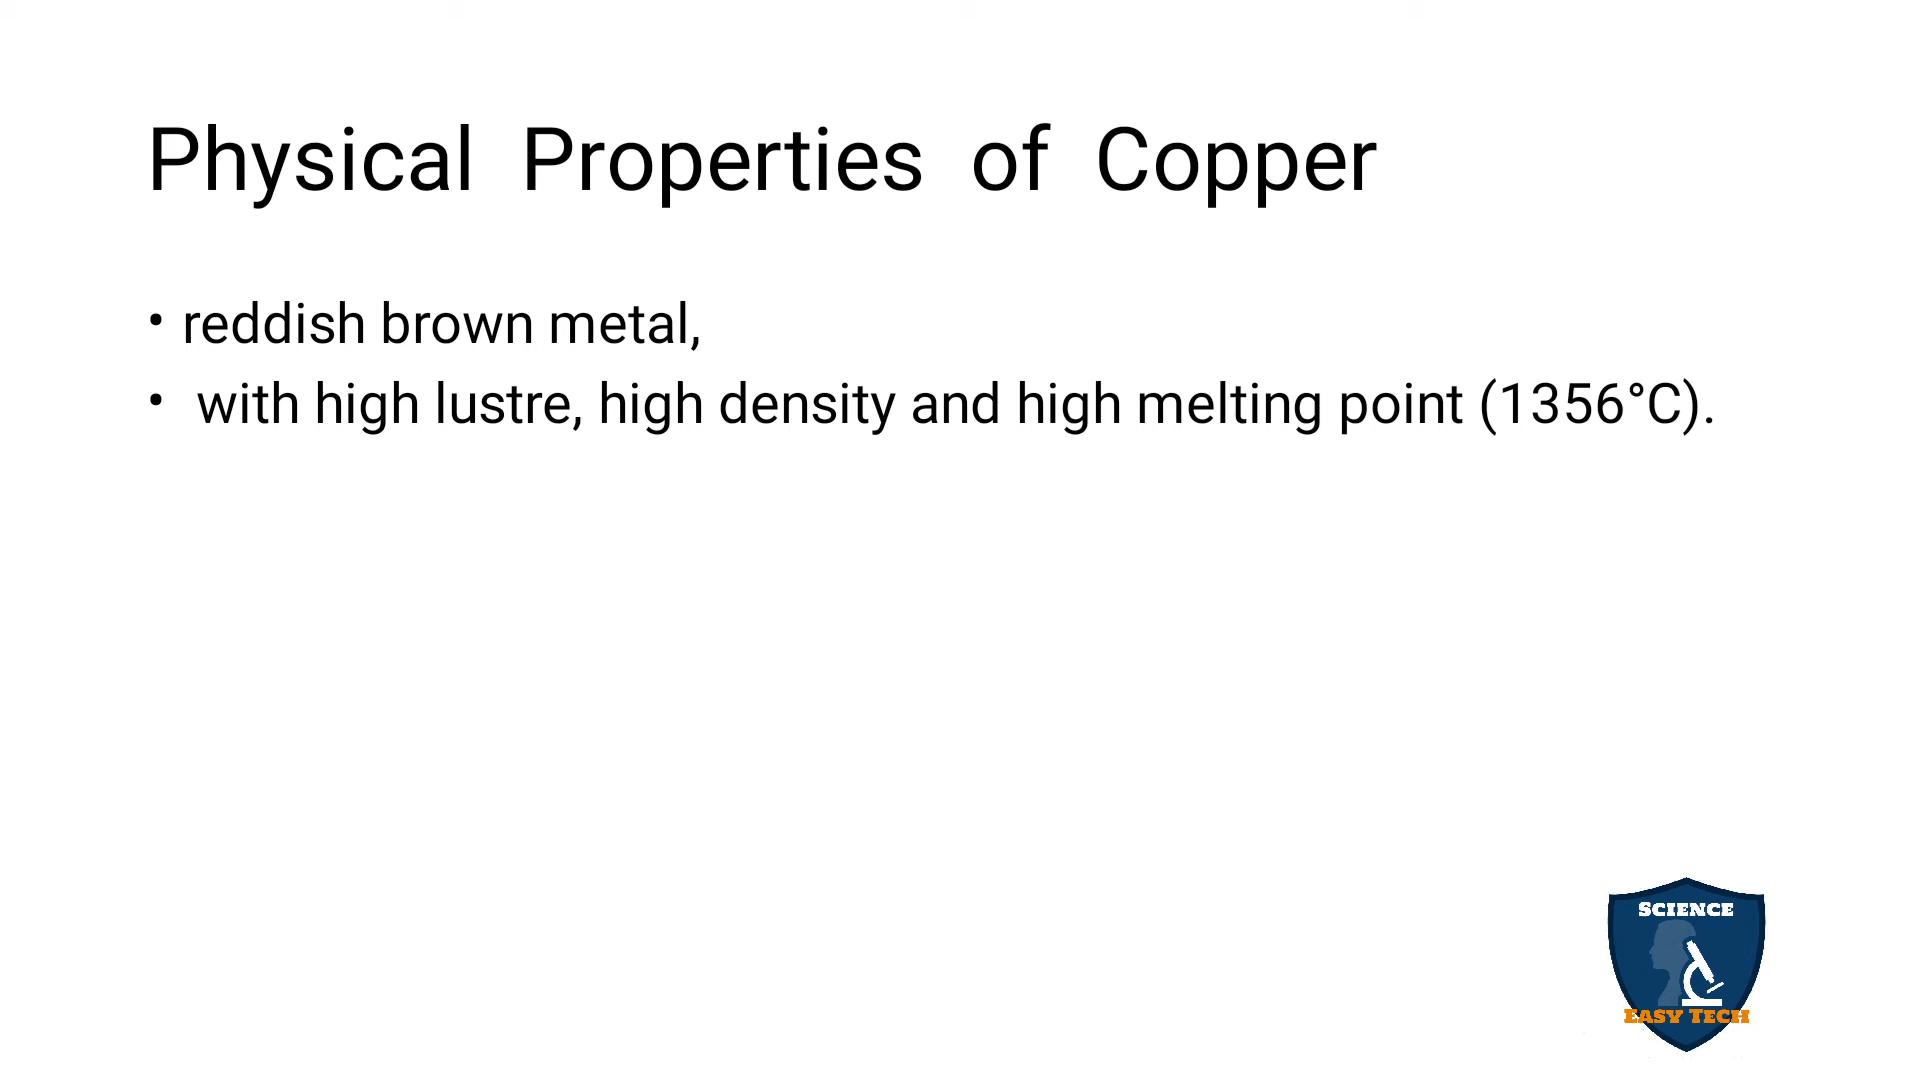 Physical Properties of Copper
• reddish brown metal,
• with high lustre, high density and high melting point (1356°C).
SCIENCE
EASY TECH